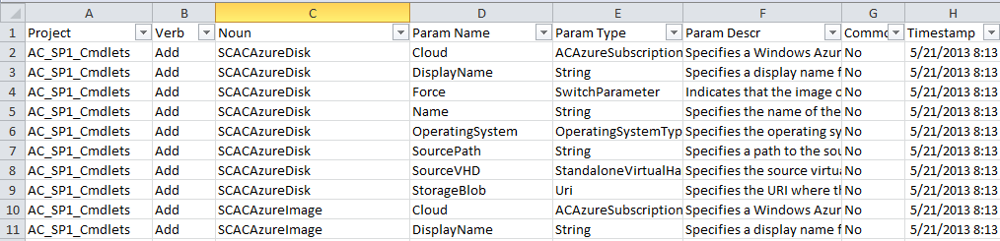 A B C D E F G H
1 Project Verb Noun Param Name Param Type Param Descr Commo Timestamp
2 AC_SP1_Cmdlets Add SCACAzureDisk Cloud ACAzureSubscription Specifies a Windows Azur No 5/21/2013 8:13
3 AC_SP1_Cmdlets Add SCACAzureDisk DisplayName String Specifies a display name f No 5/21/2013 8:13
4 AC_SP1_Cmdlets Add SCACAzureDisk Force SwitchParameter Indicates that the image o No 5/21/2013 8:13
5 AC_SP1_Cmdlets Add SCACAzureDisk Name String Specifies the name of the No 5/21/2013 8:13
6 AC_SP1_Cmdlets Add SCACAzureDisk OperatingSystem OperatingSystemTyp Specifies the operating sy No 5/21/2013 8:13
7 AC_SP1_Cmdlets Add SCACAzureDisk SourcePath String Specifies a path to the sou No 5/21/2013 8:13
8 AC_SP1_Cmdlets Add SCACAzureDisk SourceVHD StandaloneVirtualHa Specifies the source virtua No 5/21/2013 8:13
9 AC_SP1_Cmdlets Add SCACAzureDisk StorageBlob Uri Specifies the URI where th No 5/21/2013 8:13
10 AC_SP1_Cmdlets Add SCACAzureImage Cloud ACAzureSubscription Specifies a Windows Azur No 5/21/2013 8:13
11 AC_SP1_Cmdlets Add SCACAzureImage DisplayName String Specifies a display name f No 5/21/2013 8:13